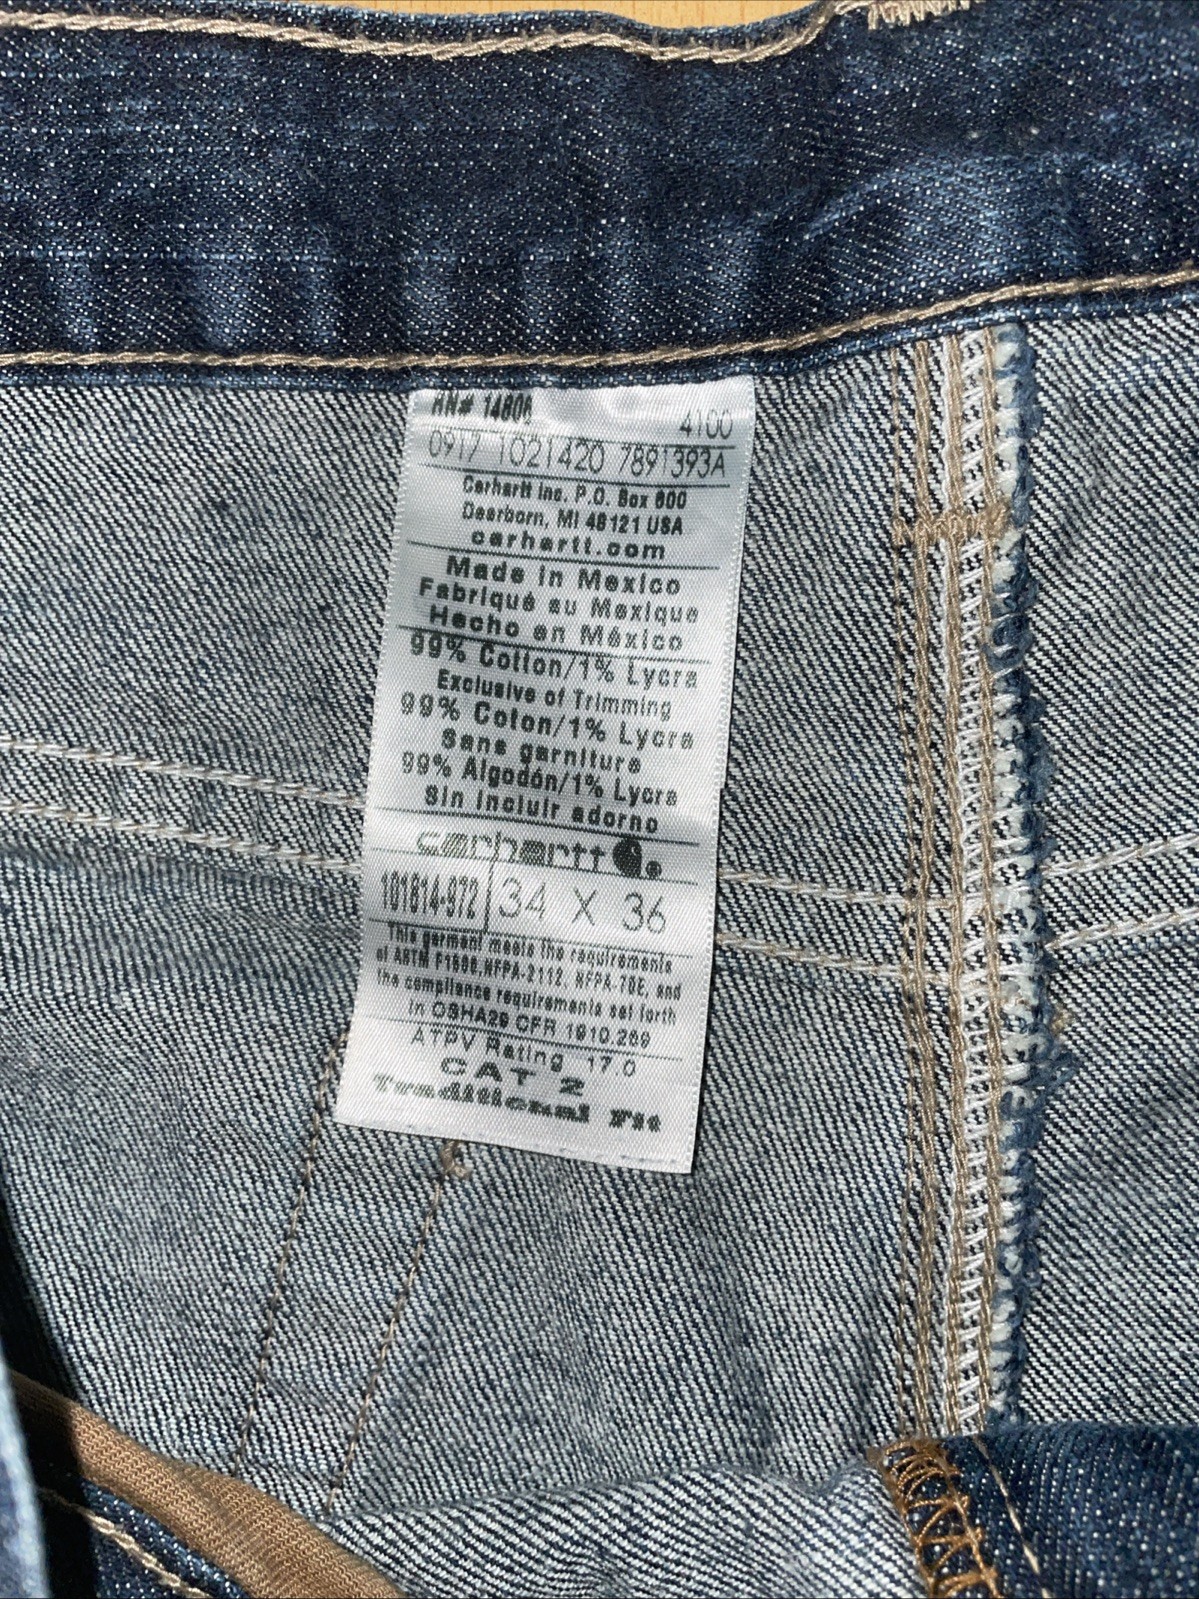 RN# 14806
4100
0917 1021420 7891393A
Carhartt Inc. P.O. Box 600
Dearborn, MI 48121 USA
carhartt.com
Made in Mexico
Fabriqué au Mexique
Hecho en México
99% Cotton/1% Lycra
Exclusive of Trimming
99% Coton/1% Lycra
Sans garniture
99% Algodón/1% Lycra
Sin incluir adorno
carhartt
101814-972 34 X 36
This garment meets the requirements
of ASTM F1506, NFPA-2112, NFPA-70E, and
the compliance requirements set forth
in OSHA29 CFR 1910.269
ATPV Rating 17.0
CAT 2
Traditional Fit